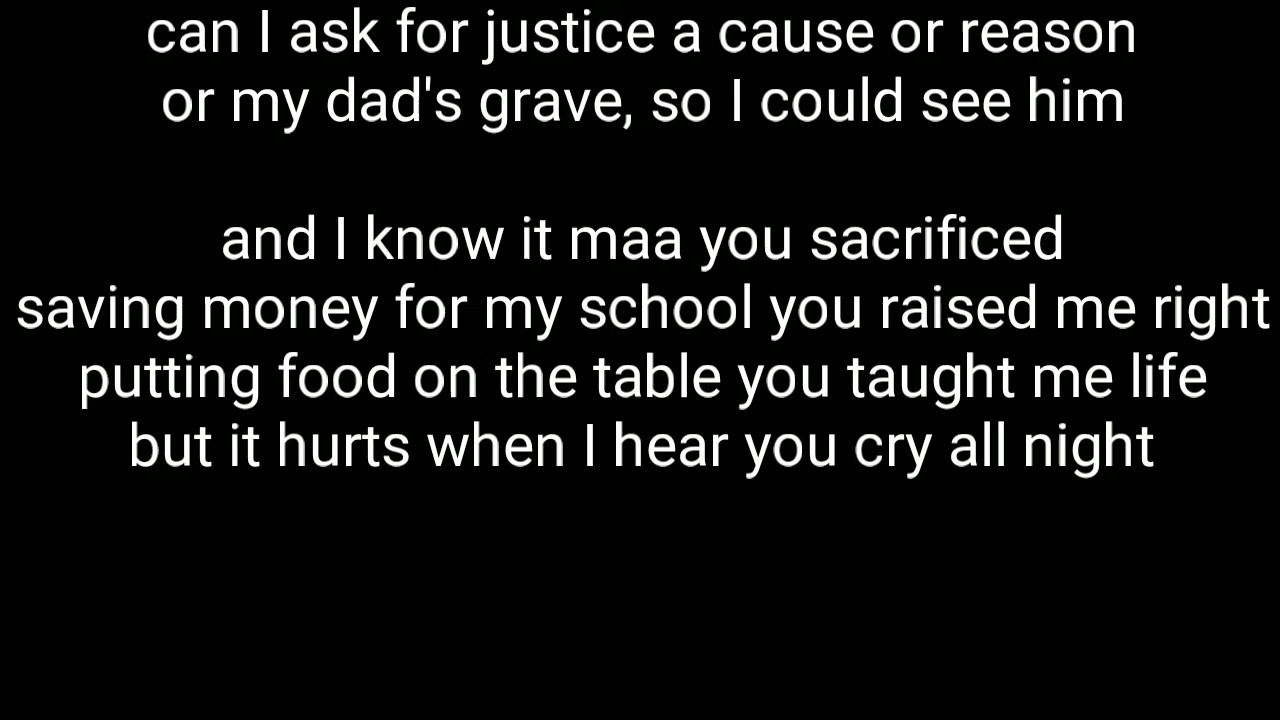 can I ask for justice a cause or reason
or my dad's grave, so I could see him
and I know it maa you sacrificed
saving money for my school you raised me right
putting food on the table you taught me life
but it hurts when I hear you cry all night